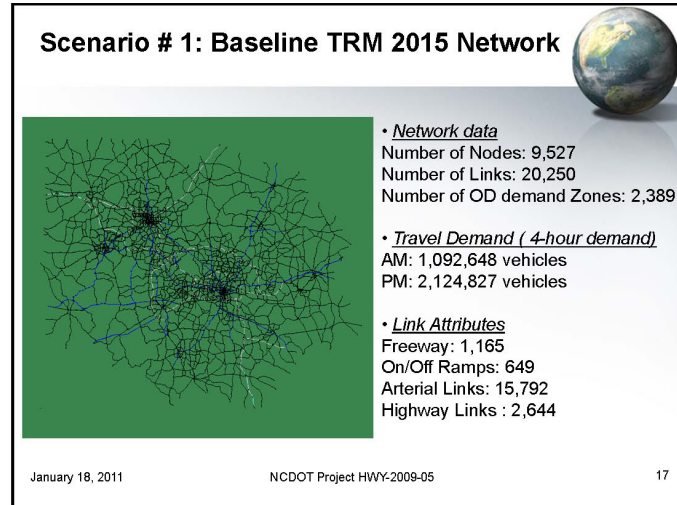 Scenario # 1: Baseline TRM 2015 Network
• Network data
Number of Nodes: 9,527
Number of Links: 20,250
Number of OD demand Zones: 2,389
• Travel Demand ( 4-hour demand)
AM: 1,092,648 vehicles
PM: 2,124,827 vehicles
• Link Attributes
Freeway: 1,165
On/Off Ramps: 649
Arterial Links: 15,792
Highway Links : 2,644
January 18, 2011
NCDOT Project HWY-2009-05
17